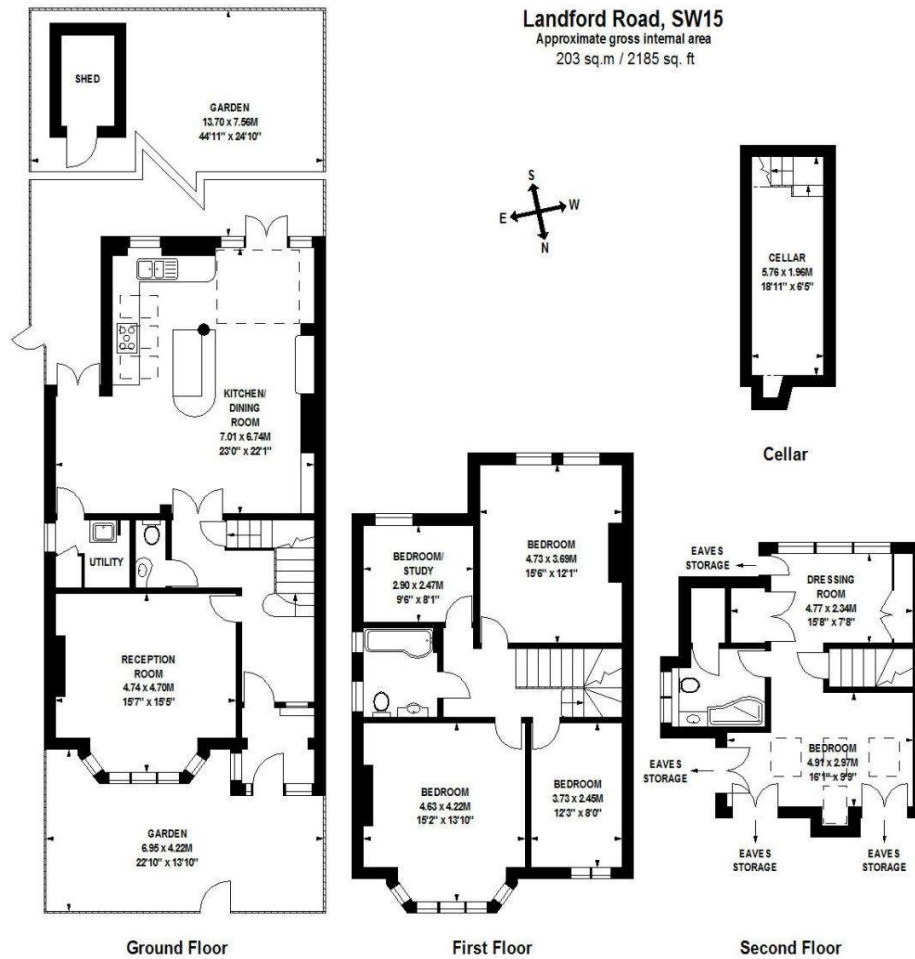 Landford Road, SW15
Approximate gross internal area
203 sq.m / 2185 sq. ft
SHED
GARDEN
13.70 x 7.56M
44'11" x 24'10"
S
E
W
N
CELLAR
5.76 x 1.96M
18'11" x 6'5"
Cellar
KITCHEN/
DINING
ROOM
7.01 x 6.74M
23'0" x 22'1"
UTILITY
RECEPTION
ROOM
4.74 x 4.70M
15'7" x 15'5"
GARDEN
6.95 x 4.22M
22'10" x 13'10"
Ground Floor
BEDROOM/
STUDY
2.90 x 2.47M
9'6" x 8'1"
BEDROOM
4.73 x 3.69M
15'6" x 12'1"
BEDROOM
4.63 x 4.22M
15'2" x 13'10"
BEDROOM
3.73 x 2.45M
12'3" x 8'0"
First Floor
EAVES
STORAGE
DRESSING
ROOM
4.77 x 2.34M
15'8" x 7'8"
BEDROOM
4.91 x 2.97M
16'1" x 9'9"
EAVES
STORAGE
EAVES
STORAGE
EAVES
STORAGE
Second Floor